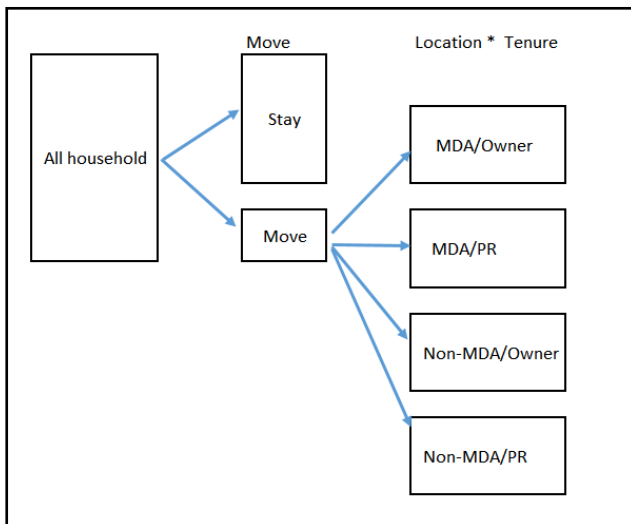 Move
Location * Tenure
All household
Stay
Move
MDA/Owner
MDA/PR
Non-MDA/Owner
Non-MDA/PR